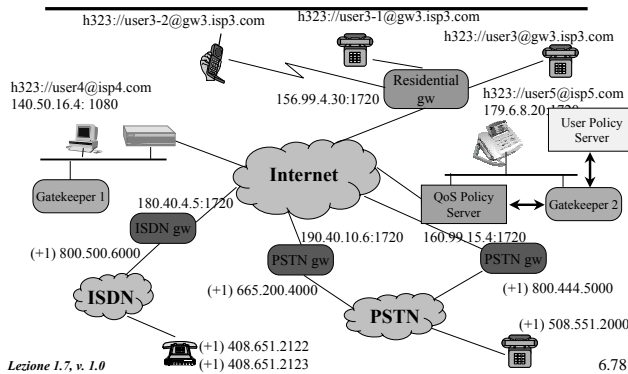 h323://user3-2@gw3.isp3.com
h323://user3-1@gw3.isp3.com
h323://user3@gw3.isp3.com
h323://user4@isp4.com
140.50.16.4: 1080
156.99.4.30:1720
Residential
gw
h323://user5@isp5.com
179.6.8.20:1720
User Policy
Server
Internet
Gatekeeper 1
180.40.4.5:1720
QoS Policy
Server
Gatekeeper 2
ISDN gw
190.40.10.6:1720
160.99.15.4:1720
(+1) 800.500.6000
PSTN gw
PSTN gw
ISDN
(+1) 665.200.4000
(+1) 800.444.5000
PSTN
(+1) 508.551.2000
(+1) 408.651.2122
(+1) 408.651.2123
Lezione 1.7, v. 1.0
6.78